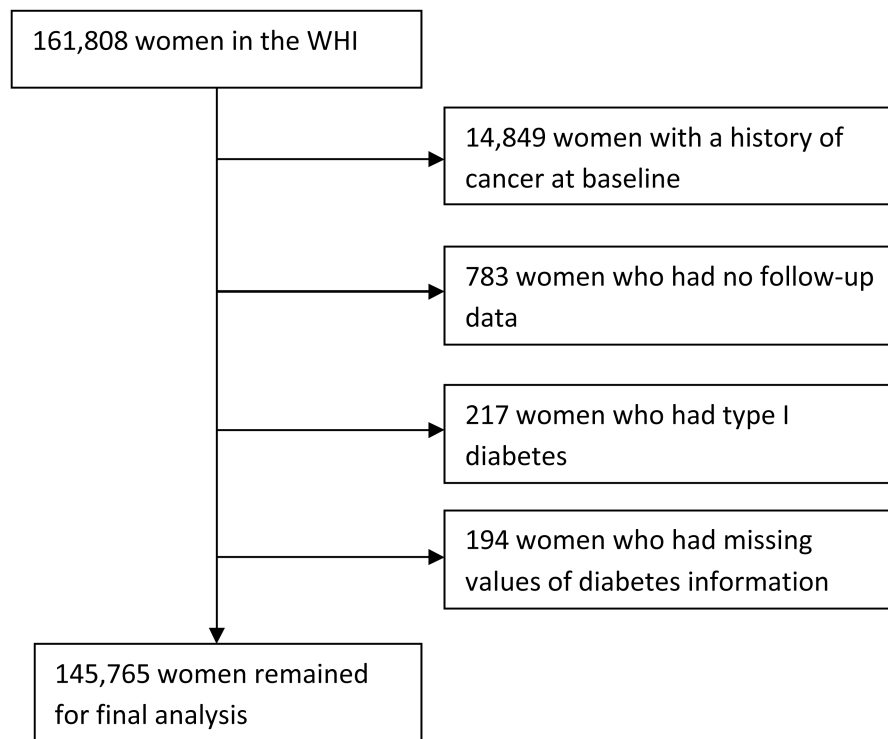 161,808 women in the WHI
14,849 women with a history of
cancer at baseline
783 women who had no follow-up
data
217 women who had type I
diabetes
194 women who had missing
values of diabetes information
145,765 women remained
for final analysis